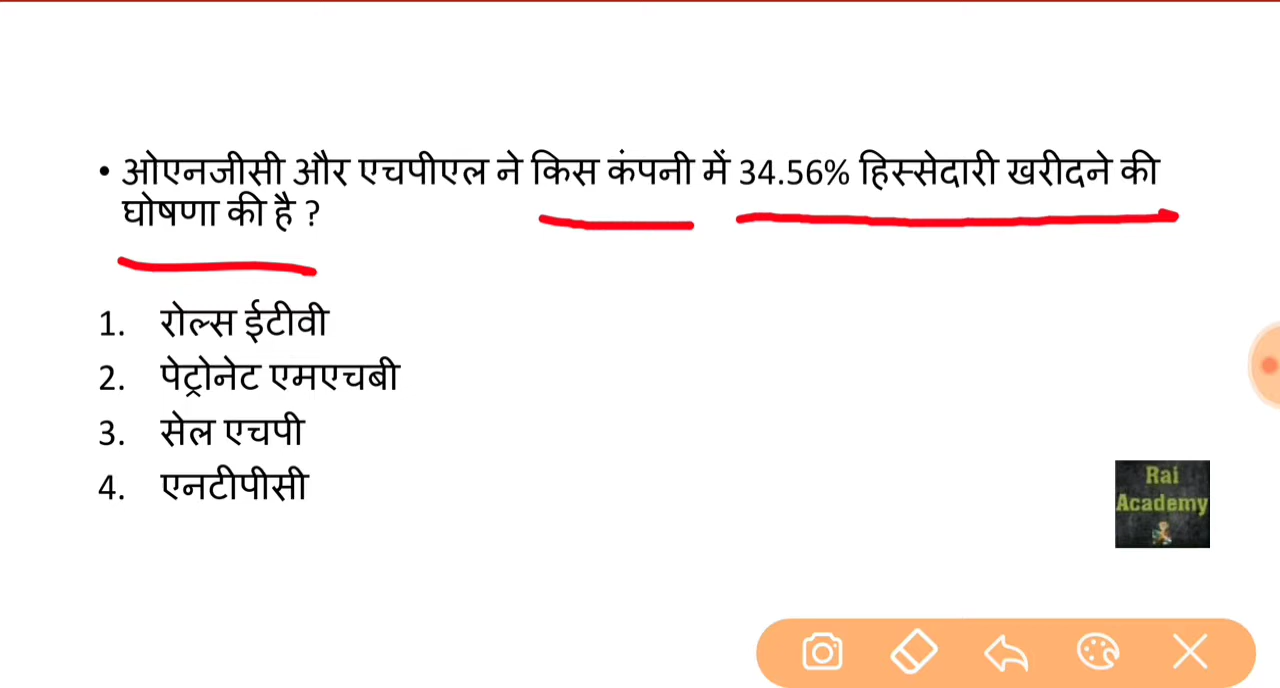 • ओएनजीसी और एचपीएल ने किस कंपनी में 34.56% हिस्सेदारी खरीदने की
घोषणा की है ?
1. रोल्स ईटीवी
2. पेट्रोनेट एमएचबी
3. सेल एचपी
4. एनटीपीसी
Rai
Academy